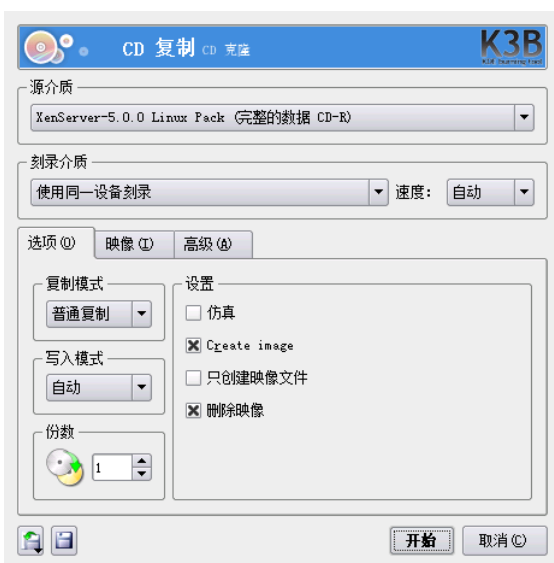 CD 复制 CD 克隆
K3B
源介质
XenServer-5.0.0 Linux Pack (完整的数据 CD-R)
刻录介质
使用同一设备刻录
速度：
自动
选项(O)
映像(I)
高级(A)
复制模式
普通复制
写入模式
自动
份数
1
设置
仿真
Create image
只创建映像文件
删除映像
开始
取消(C)